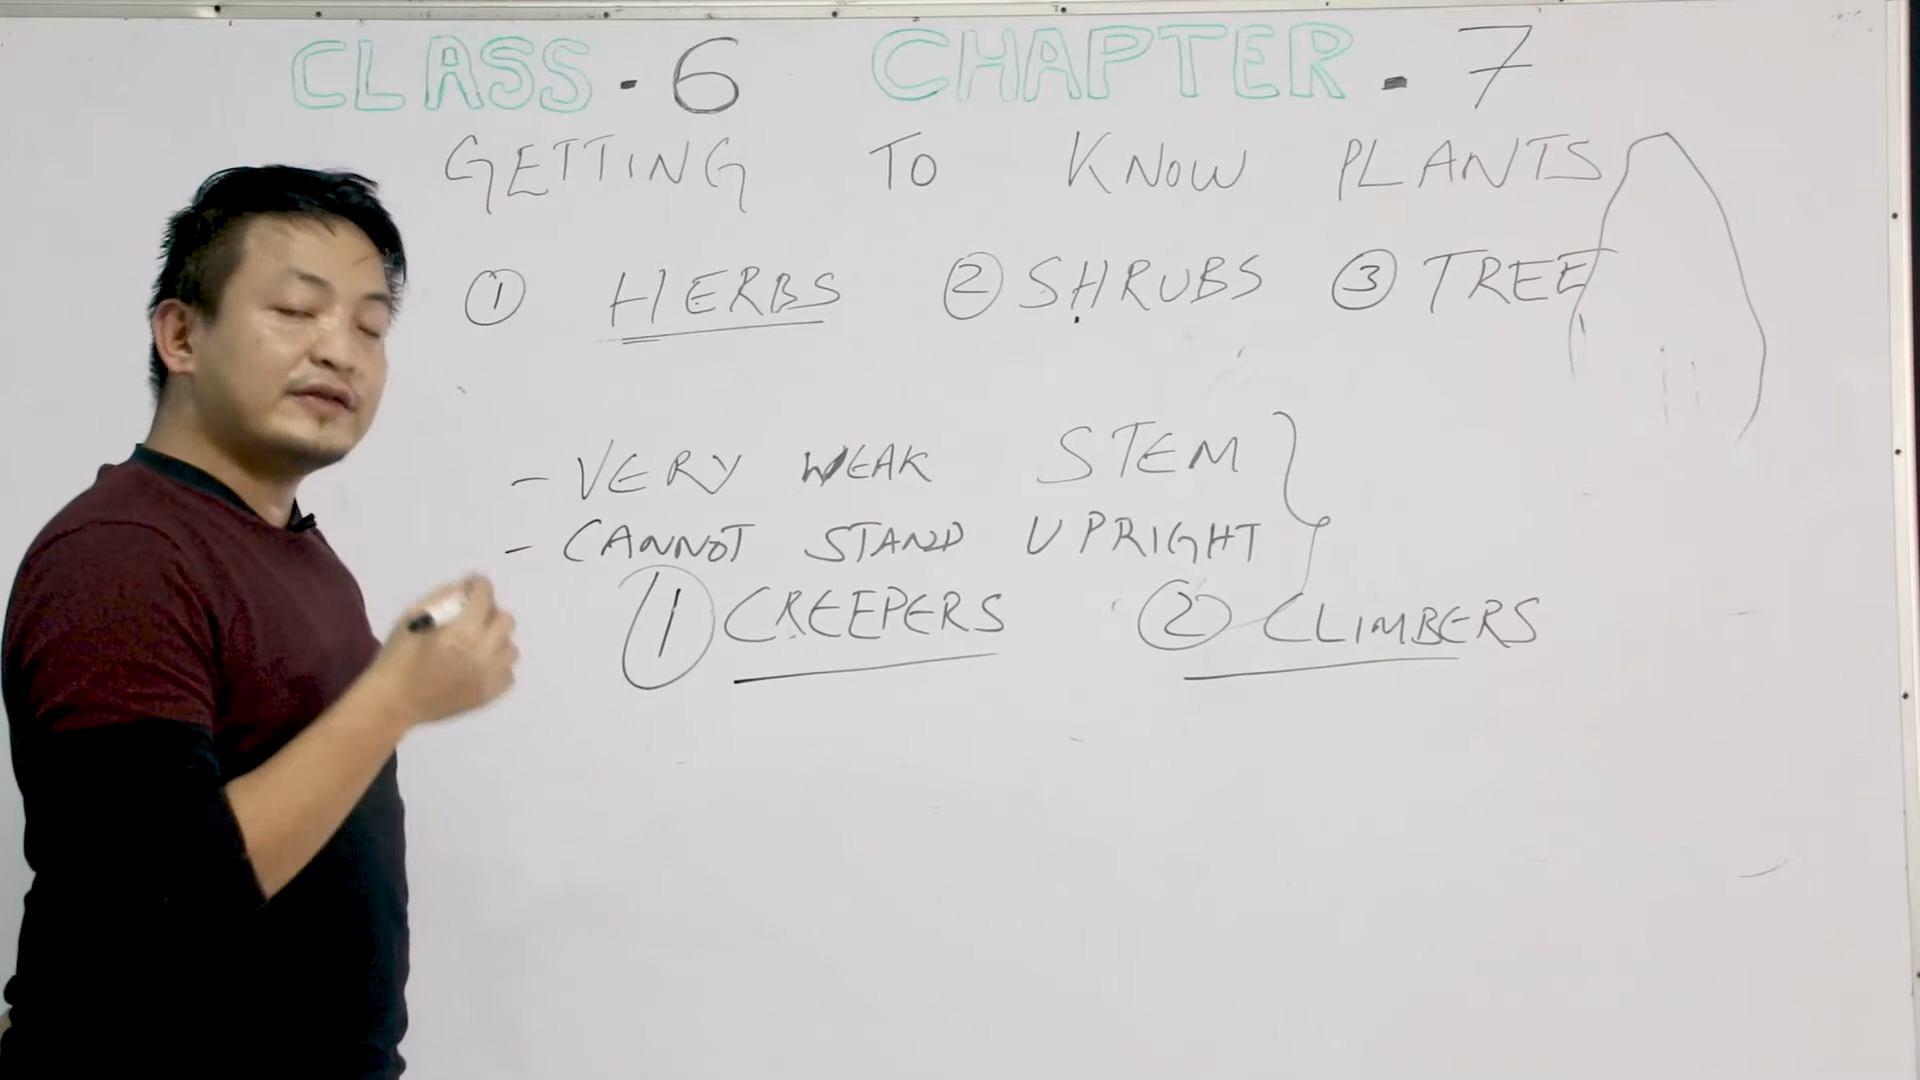 CLASS - 6 CHAPTER - 7
GETTING TO KNOW PLANTS
① HERBS ② SHRUBS ③ TREE
- VERY WEAK STEM
- CANNOT STAND UPRIGHT
① CREEPERS ② CLIMBERS